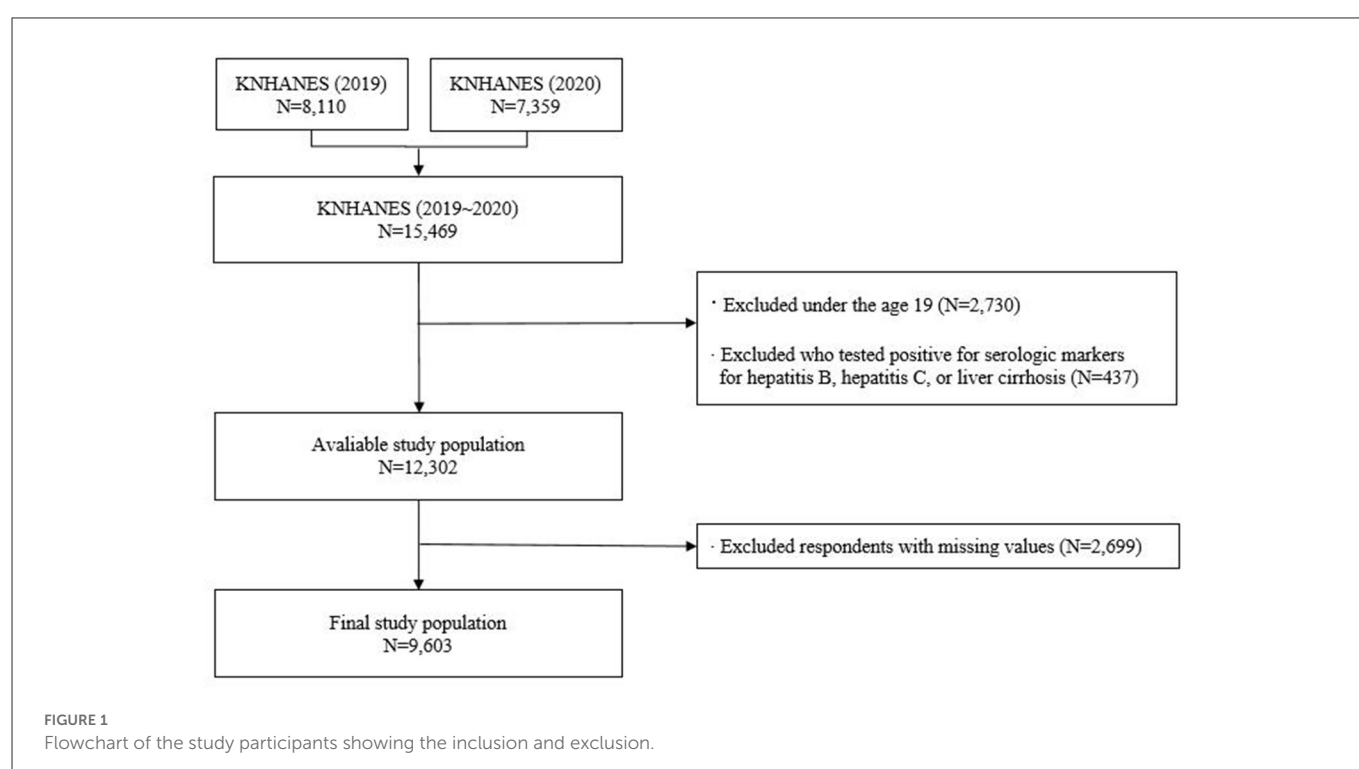 KNHANES (2019)
N=8,110
KNHANES (2020)
N=7,359
KNHANES (2019~2020)
N=15,469
· Excluded under the age 19 (N=2,730)
· Excluded who tested positive for serologic markers
for hepatitis B, hepatitis C, or liver cirrhosis (N=437)
Avaliable study population
N=12,302
· Excluded respondents with missing values (N=2,699)
Final study population
N=9,603
FIGURE 1
Flowchart of the study participants showing the inclusion and exclusion.